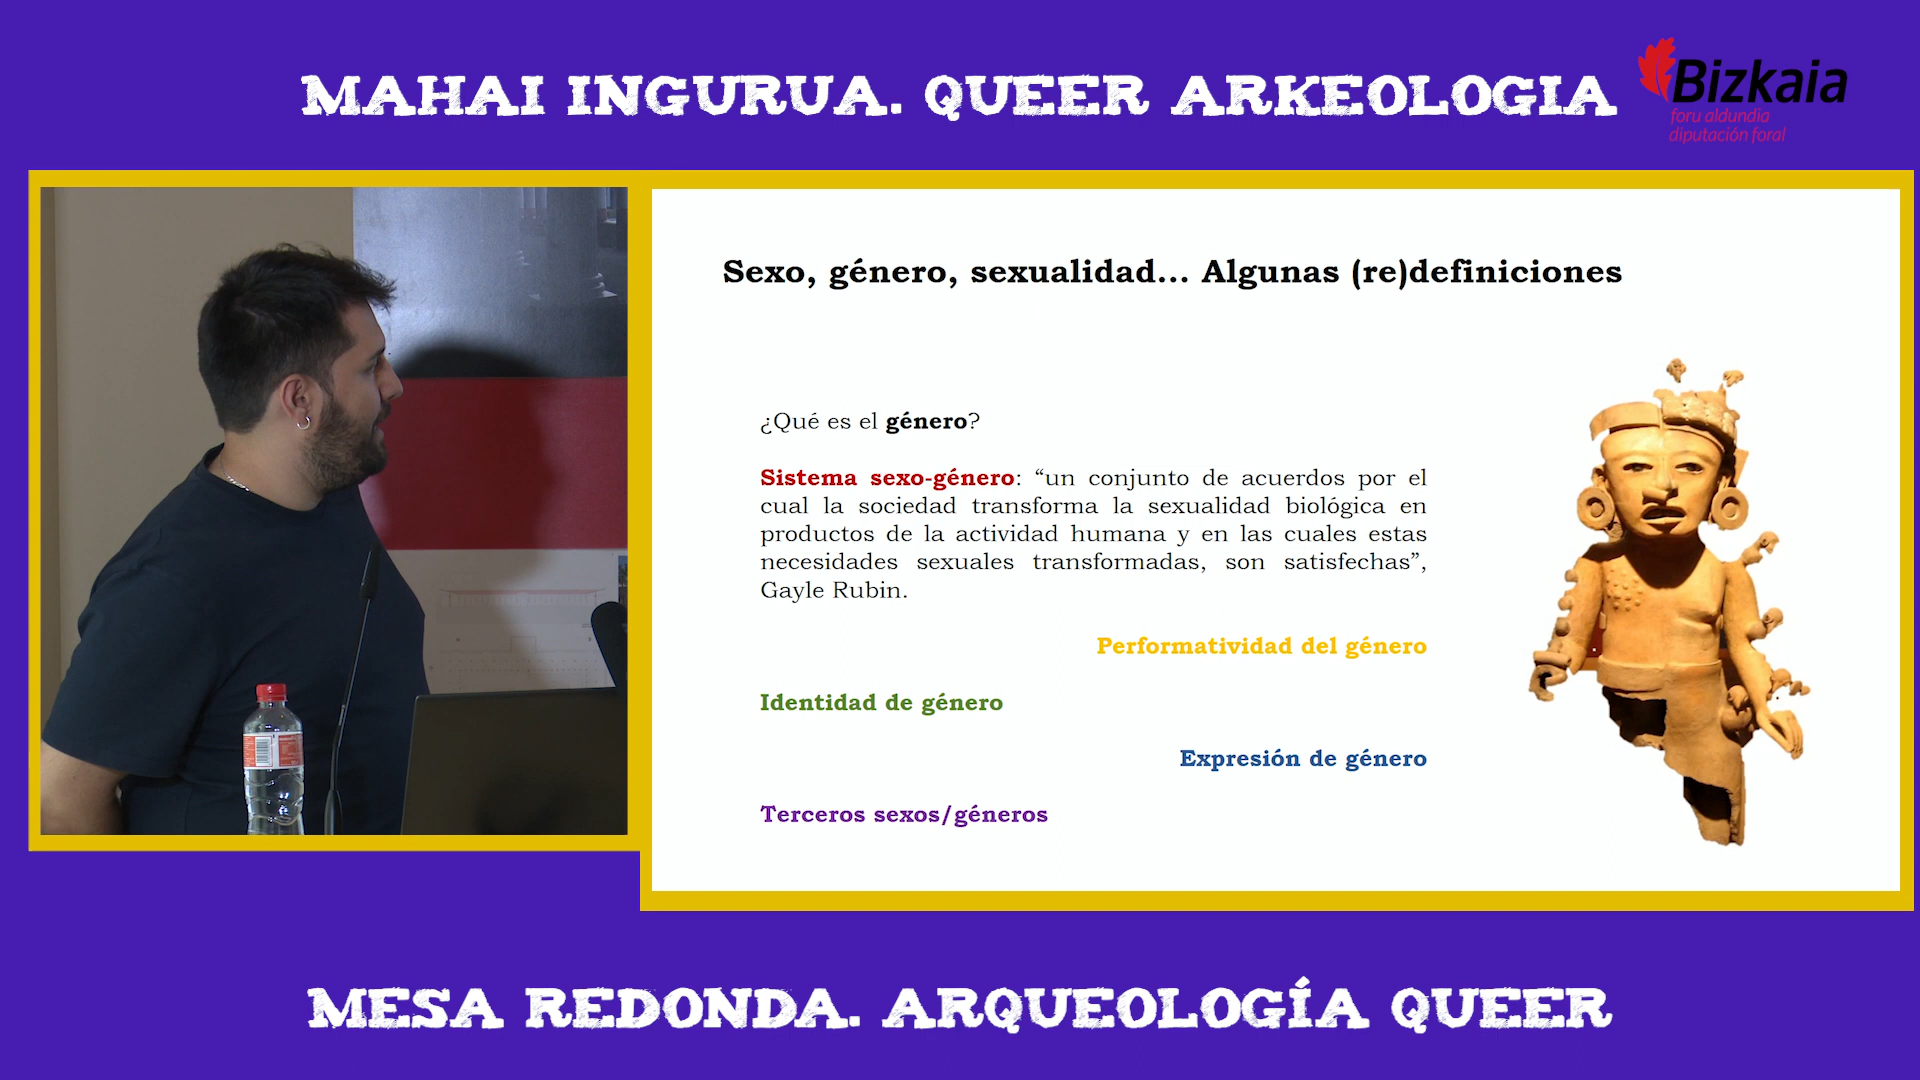 MAHAI INGURUA. QUEER ARKEOLOGIA
Bizkaia
foru aldundia
diputación foral
Sexo, género, sexualidad... Algunas (re)definiciones
¿Qué es el género?
Sistema sexo-género: “un conjunto de acuerdos por el
cual la sociedad transforma la sexualidad biológica en
productos de la actividad humana y en las cuales estas
necesidades sexuales transformadas, son satisfechas”,
Gayle Rubin.
Performatividad del género
Identidad de género
Expresión de género
Terceros sexos/géneros
MESA REDONDA. ARQUEOLOGÍA QUEER